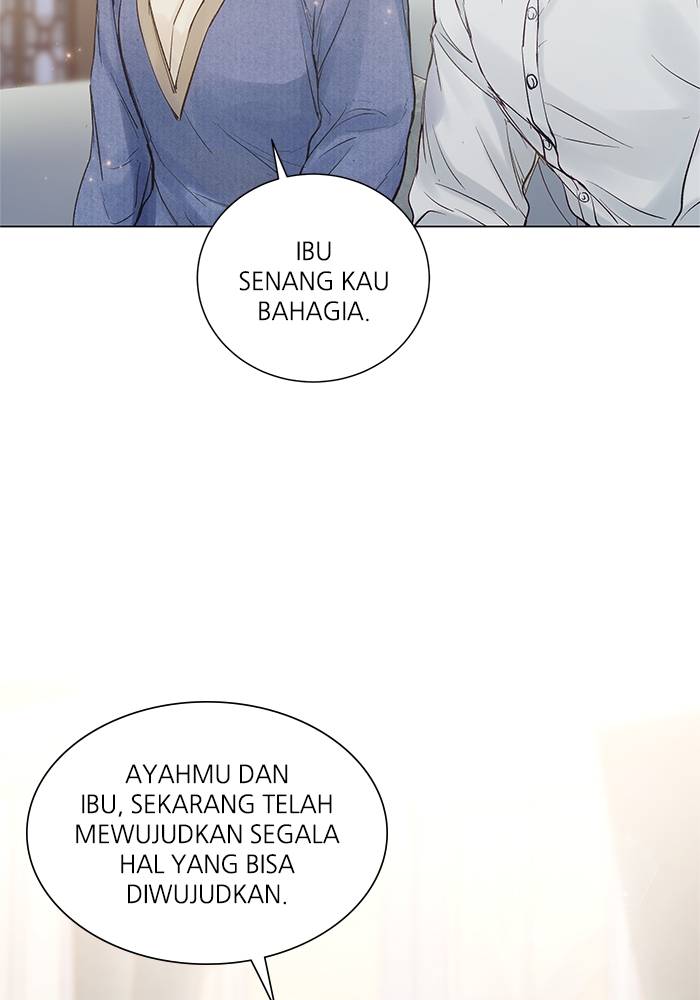 IBU
SENANG KAU
BAHAGIA.
AYAHMU DAN
IBU, SEKARANG TELAH
MEWUJUDKAN SEGALA
HAL YANG BISA
DIWUJUDKAN.